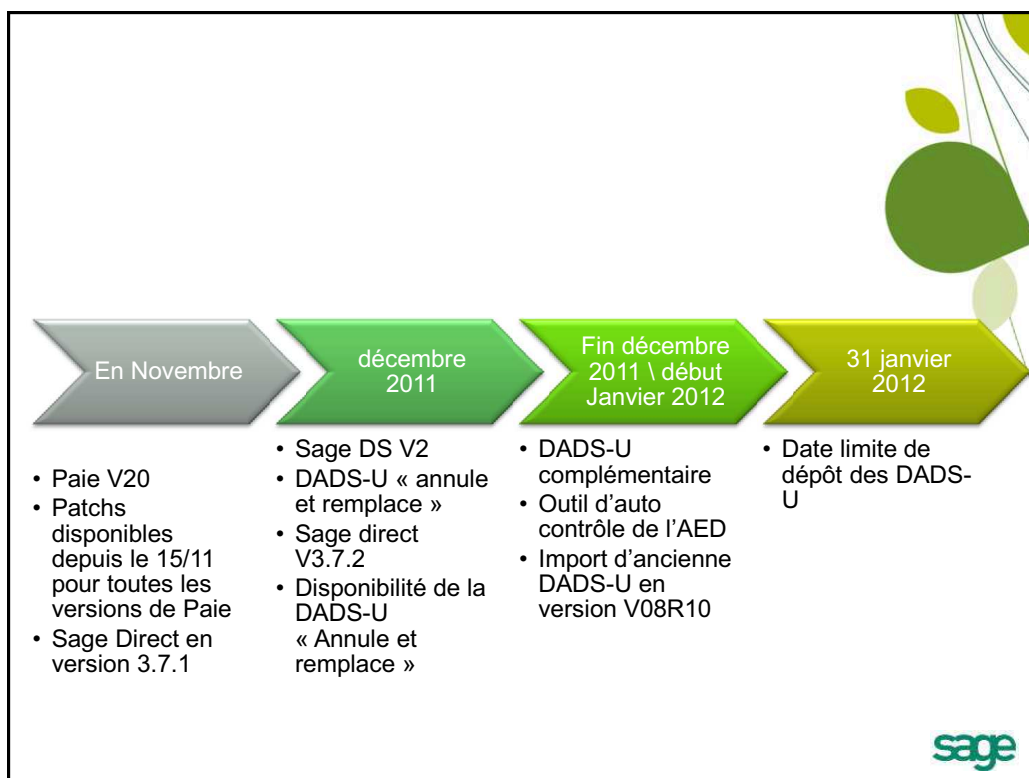 En Novembre
• Paie V20
• Patchs
disponibles
depuis le 15/11
pour toutes les
versions de Paie
• Sage Direct en
version 3.7.1
décembre
2011
• Sage DS V2
• DADS-U « annule
et remplace »
• Sage direct
V3.7.2
• Disponibilité de la
DADS-U
« Annule et
remplace »
Fin décembre
2011 \ début
Janvier 2012
• DADS-U
complémentaire
• Outil d'auto
contrôle de l'AED
• Import d'ancienne
DADS-U en
version V08R10
31 janvier
2012
• Date limite de
dépôt des DADS-
U
sage